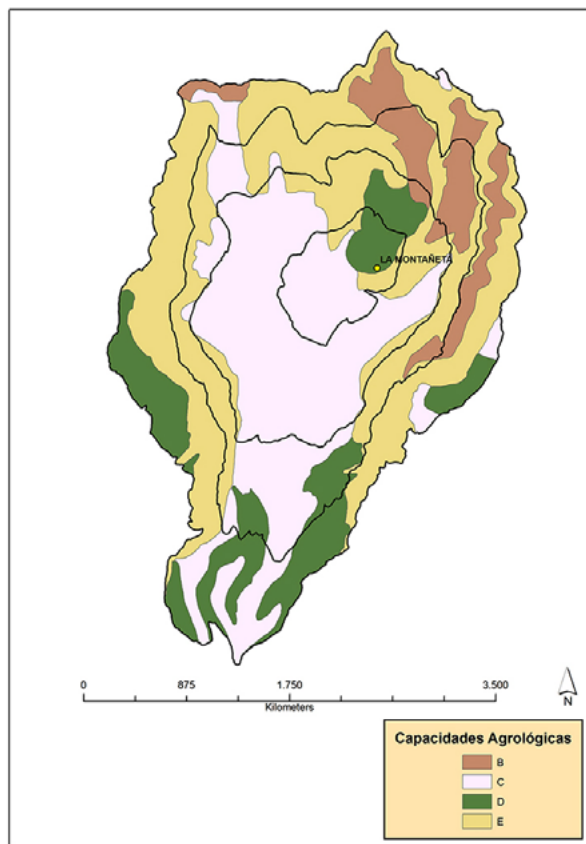 LA MONTAÑETA
0 875 1.750 3.500
Kilometers
N
Capacidades Agrológicas
B
C
D
E